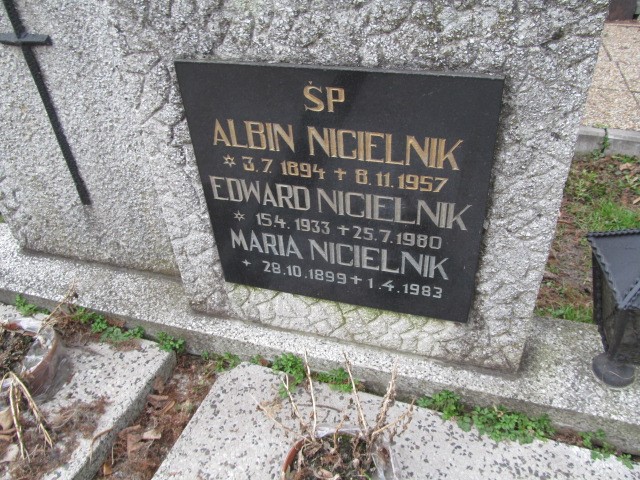 ŚP
ALBIN NICIELNIK
* 3.7 1894 + 8.11.1957
EDWARD NICIELNIK
* 15.4. 1933 + 25.7.1980
MARIA NICIELNIK
+ 28.10.1899 + 1.4.1983